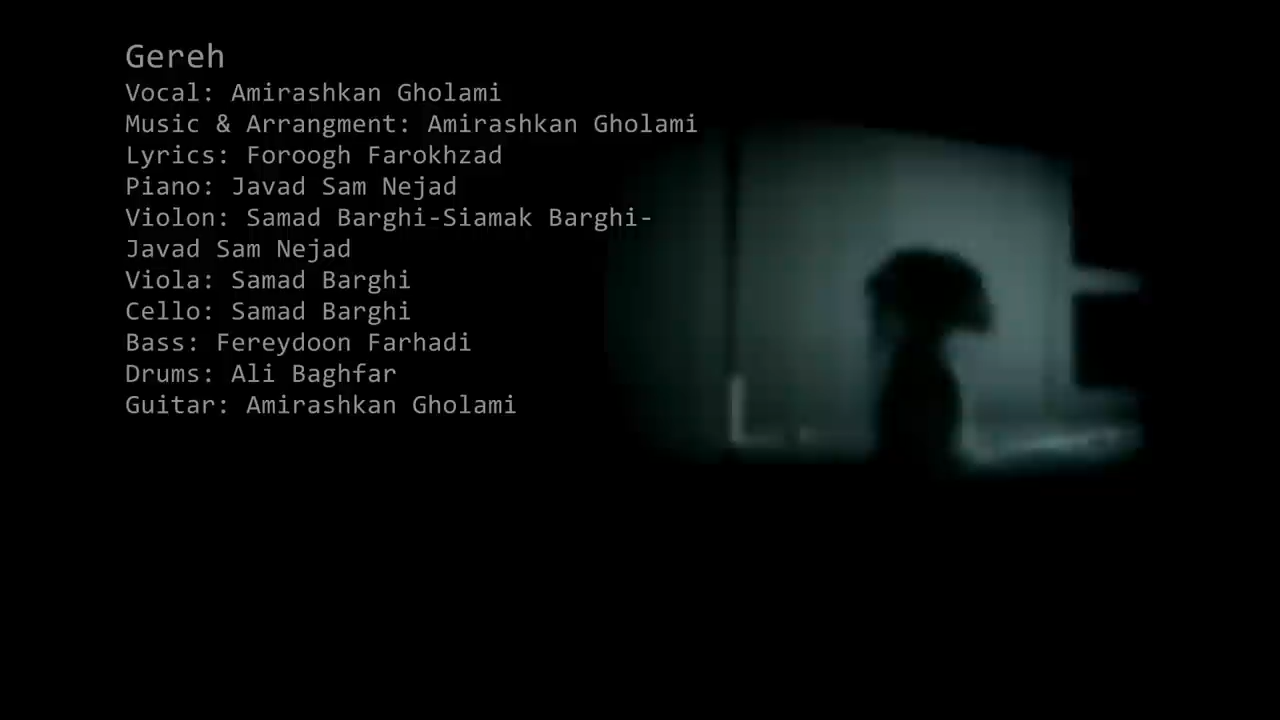 Gereh
Vocal: Amirashkan Gholami
Music & Arrangment: Amirashkan Gholami
Lyrics: Foroogh Farokhzad
Piano: Javad Sam Nejad
Violon: Samad Barghi-Siamak Barghi-
Javad Sam Nejad
Viola: Samad Barghi
Cello: Samad Barghi
Bass: Fereydoon Farhadi
Drums: Ali Baghfar
Guitar: Amirashkan Gholami